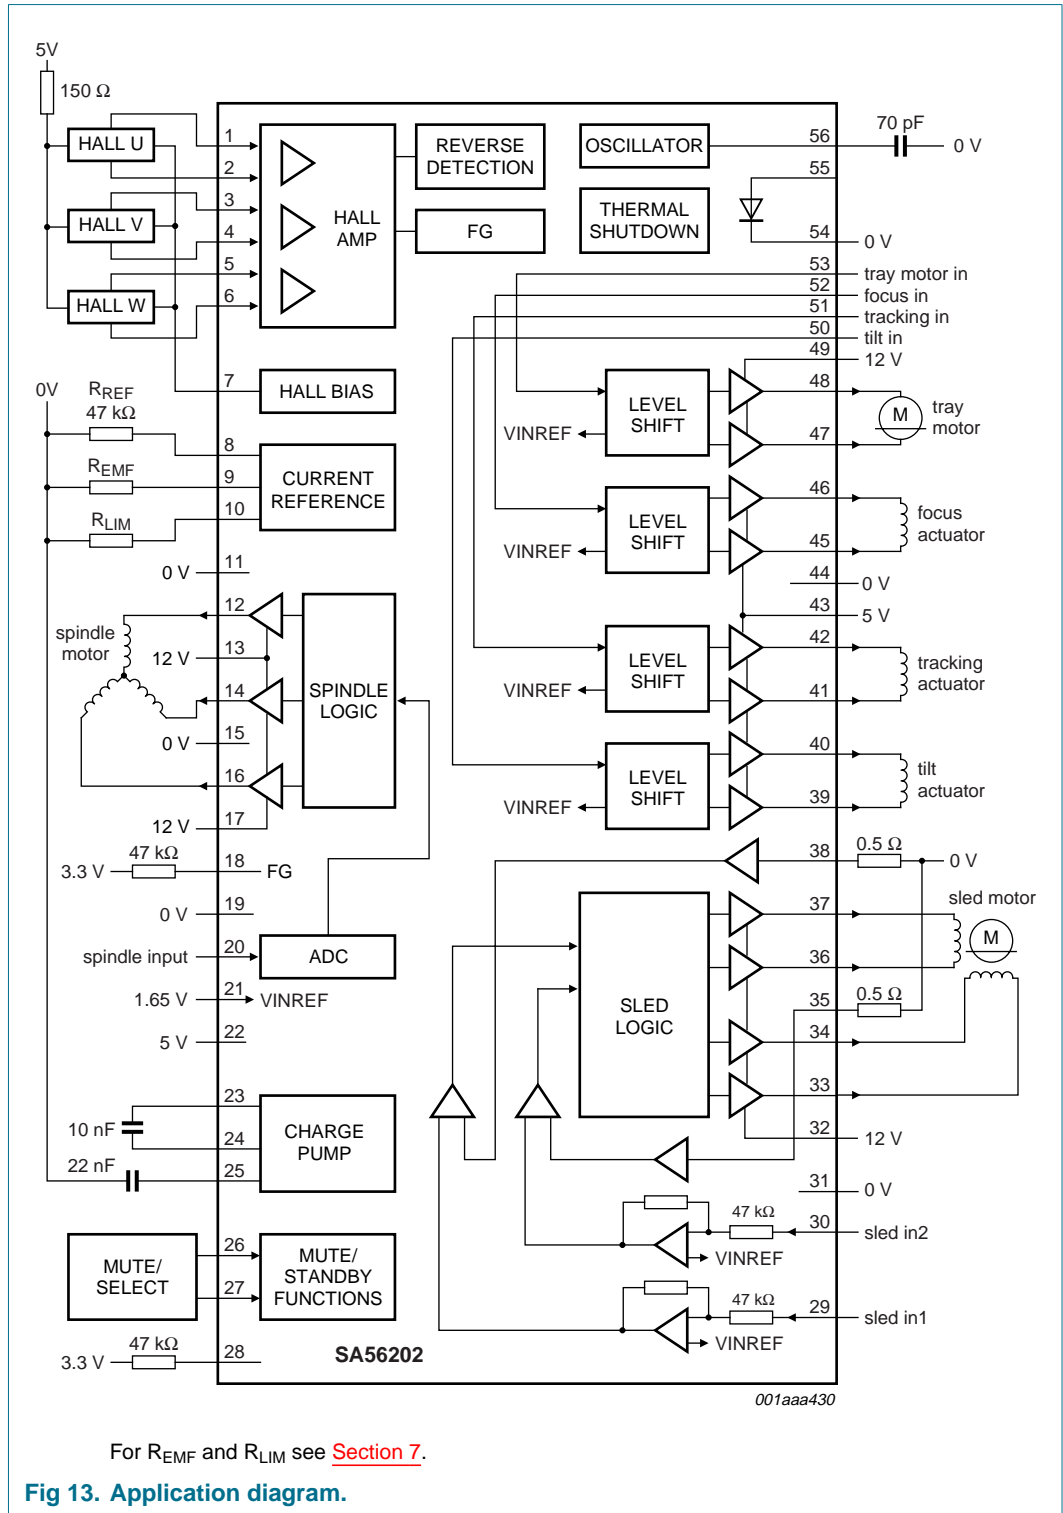 5V
150 Ω
HALL U
HALL V
HALL W
1
2
3
4
5
6
HALL
AMP
REVERSE
DETECTION
FG
OSCILLATOR
THERMAL
SHUTDOWN
56
70 pF
0 V
55
54
0 V
53
tray motor in
52
focus in
51
tracking in
50
tilt in
49
12 V
0V
RREF
47 kΩ
REMF
RLIM
7
HALL BIAS
8
9
10
CURRENT
REFERENCE
0 V
11
12
spindle
motor
12 V
13
14
0 V
15
16
12 V
17
SPINDLE
LOGIC
3.3 V
47 kΩ
18
FG
0 V
19
spindle input
20
ADC
1.65 V
21
VINREF
5 V
22
23
10 nF
24
22 nF
25
CHARGE
PUMP
MUTE/
SELECT
26
27
MUTE/
STANDBY
FUNCTIONS
3.3 V
47 kΩ
28
SA56202
LEVEL
SHIFT
VINREF
48
47
M
tray
motor
LEVEL
SHIFT
VINREF
46
45
focus
actuator
44
0 V
43
5 V
LEVEL
SHIFT
VINREF
42
41
tracking
actuator
LEVEL
SHIFT
VINREF
40
39
tilt
actuator
38
0.5 Ω
0 V
sled motor
M
SLED
LOGIC
37
36
35
0.5 Ω
34
33
32
12 V
31
0 V
47 kΩ
30
sled in2
VINREF
47 kΩ
29
sled in1
VINREF
001aaa430
For REMF and RLIM see Section 7.
Fig 13. Application diagram.